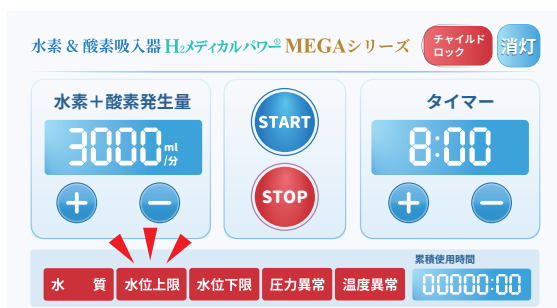 水素 & 酸素吸入器 H₂メディカルパワー® MEGAシリーズ
チャイルド
ロック
消灯
水素＋酸素発生量
3000 ml/分
＋ －
START
STOP
タイマー
8:00
＋ －
水　質
水位上限
水位下限
圧力異常
温度異常
累積使用時間
00000:00